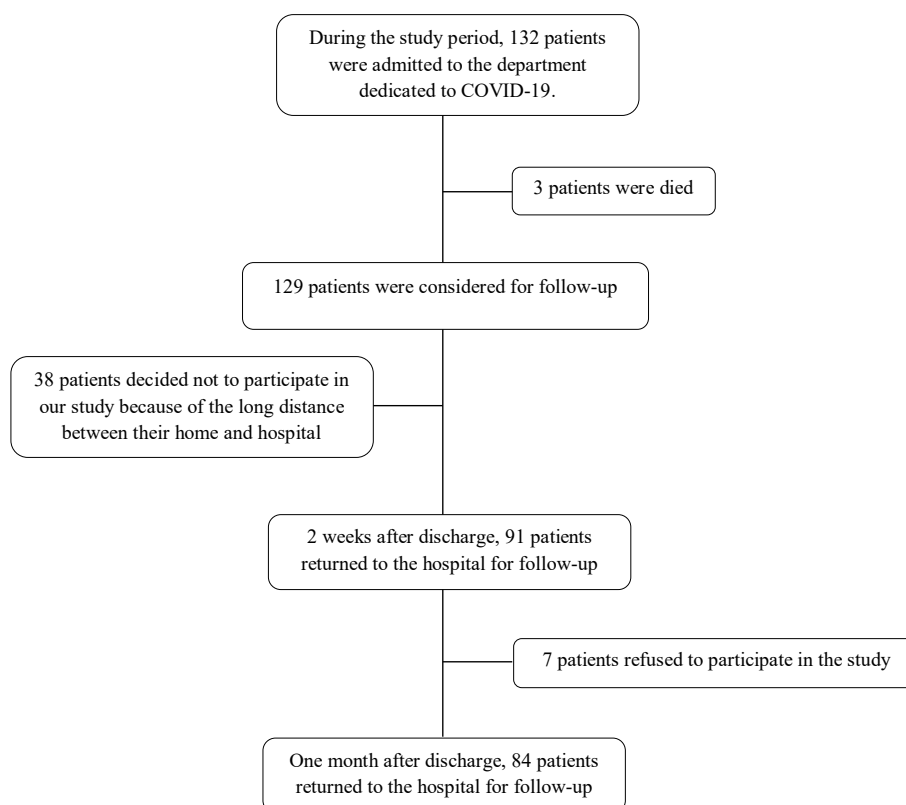 During the study period, 132 patients
were admitted to the department
dedicated to COVID-19.
3 patients were died
129 patients were considered for follow-up
38 patients decided not to participate in
our study because of the long distance
between their home and hospital
2 weeks after discharge, 91 patients
returned to the hospital for follow-up
7 patients refused to participate in the study
One month after discharge, 84 patients
returned to the hospital for follow-up